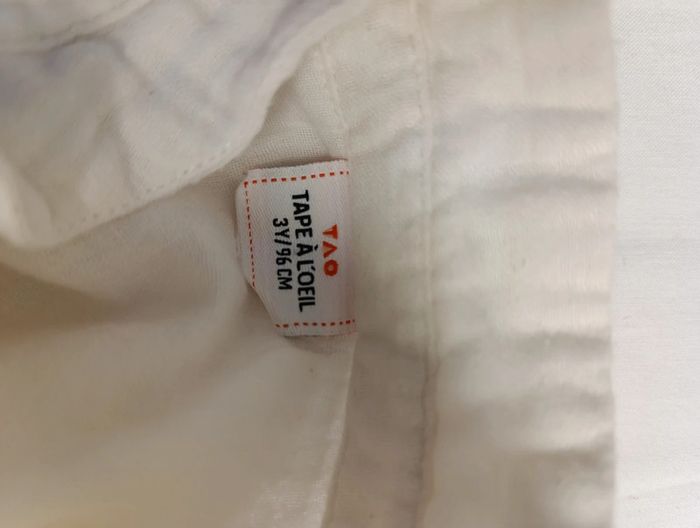 TAO
TAPE À L'OEIL
3Y/96CM